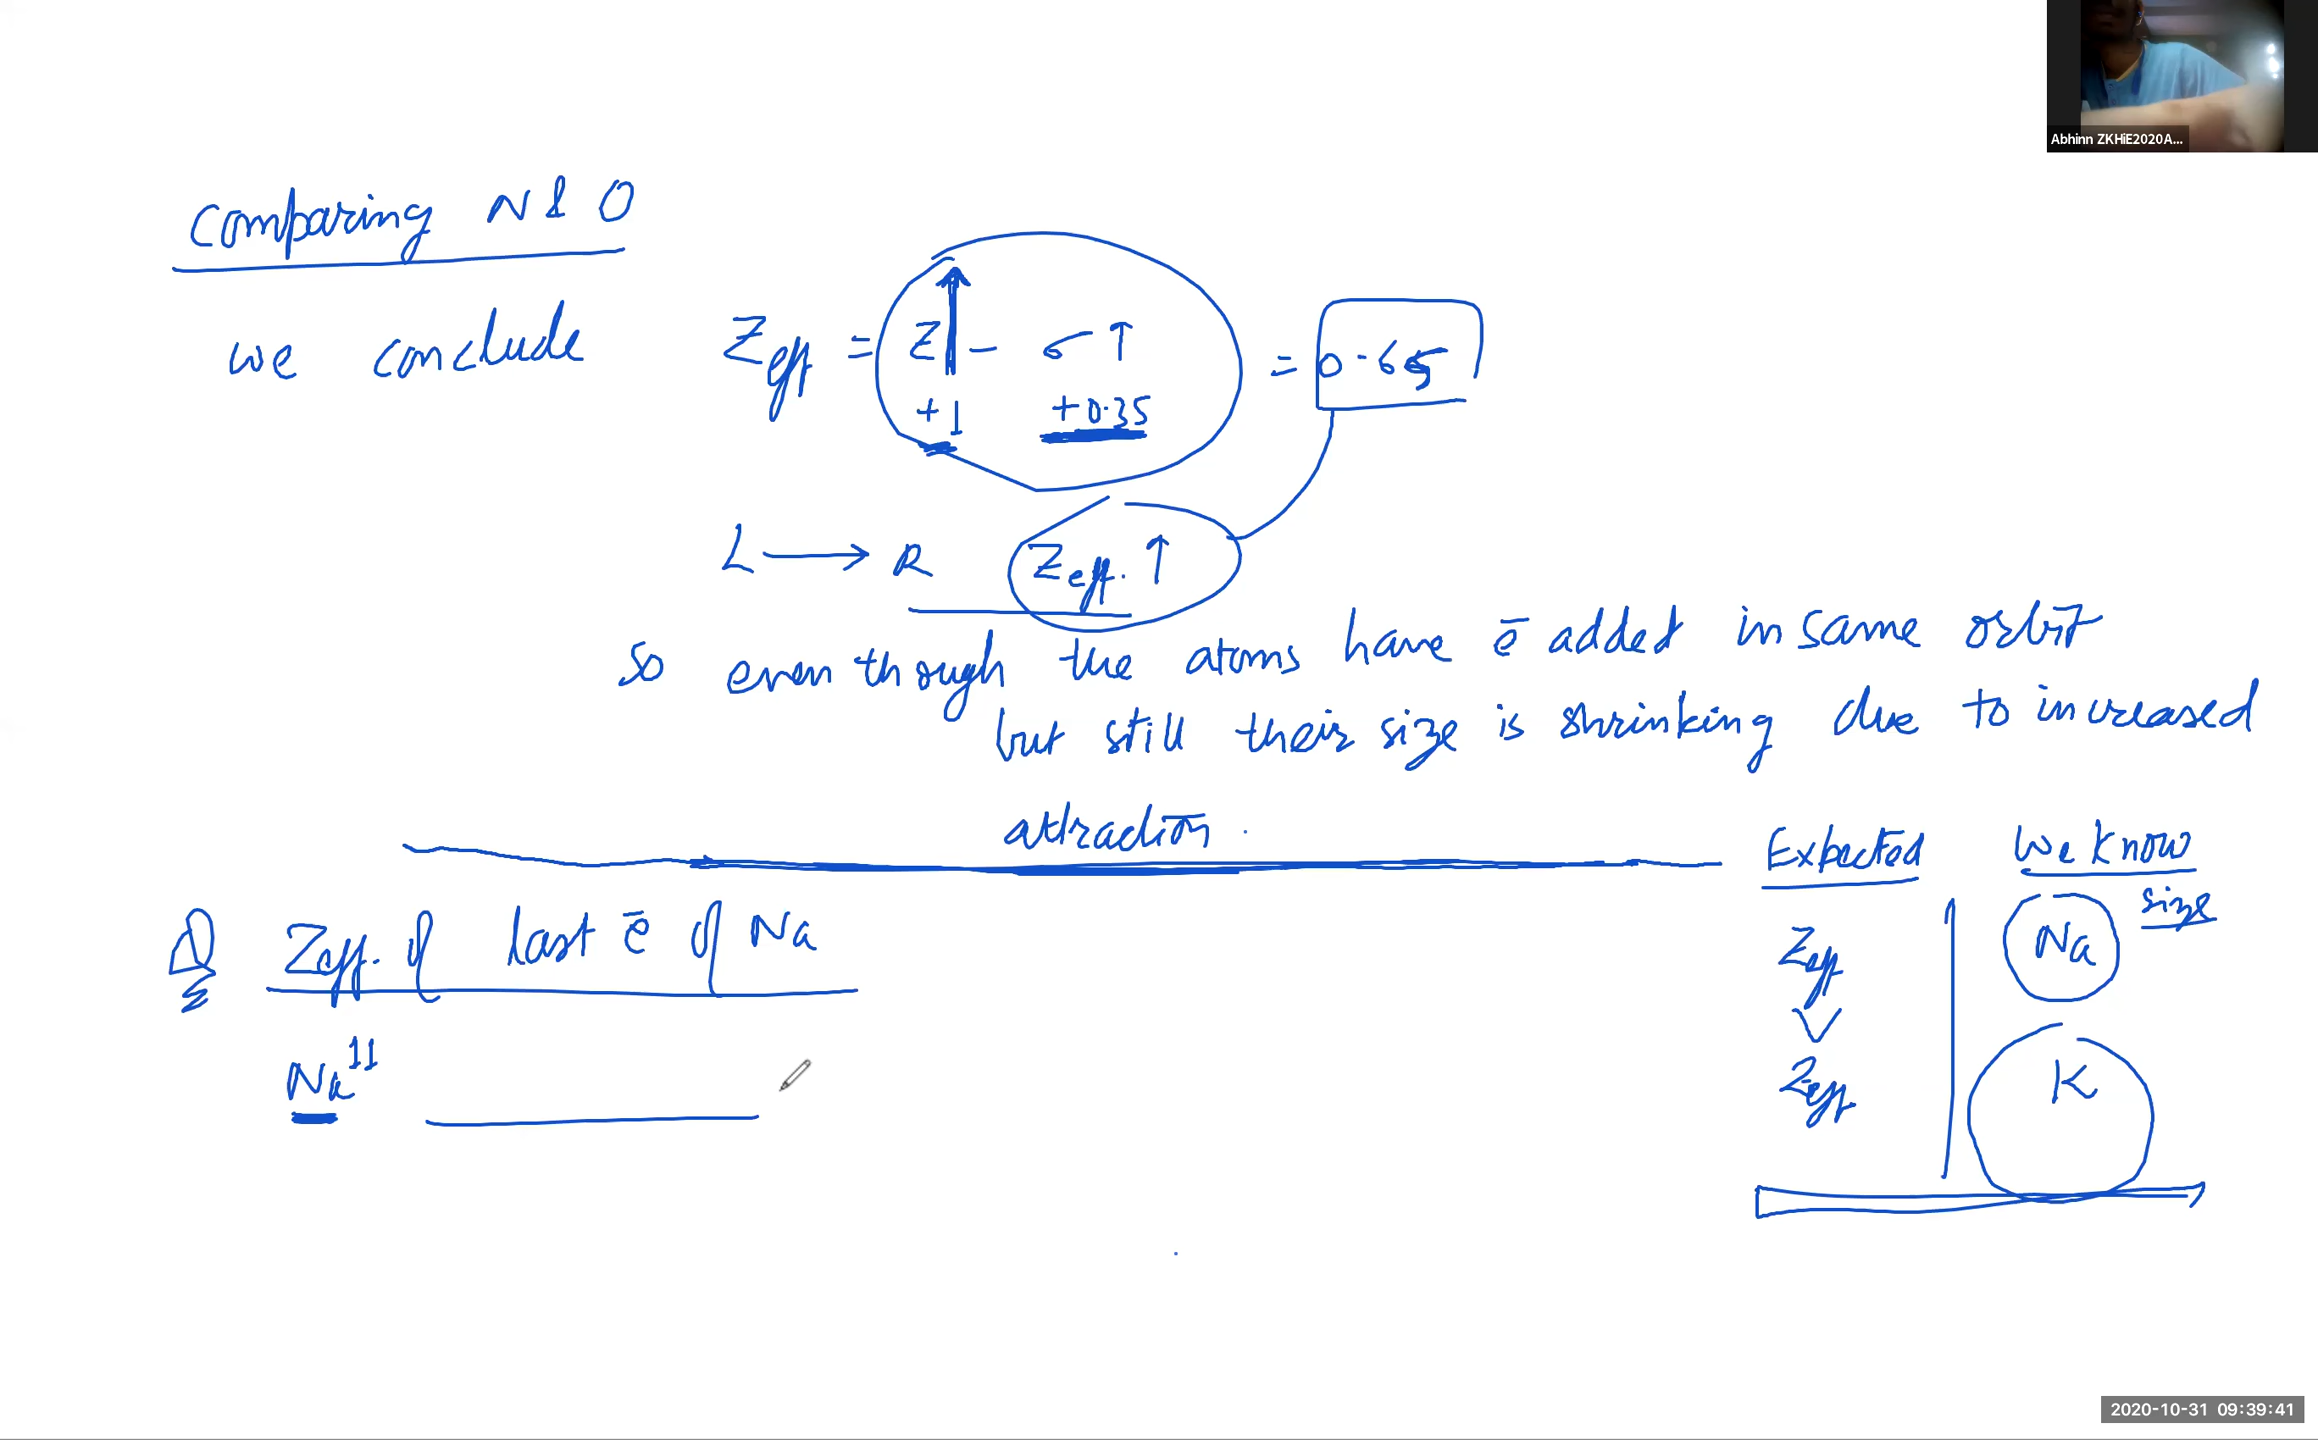 Abhinn ZKHiE2020A...
Comparing N & O
we conclude Zeff = Z↑ - σ↑ = 0.65
+1 +0.35
L → R Zeff. ↑
so even though the atoms have ē added in same orbit
but still their size is shrinking due to increased
attraction.
Expected We know
size
Q Zeff. of last ē of Na
Zeff Na
V
Zeff K
Na¹¹
2020-10-31 09:39:41